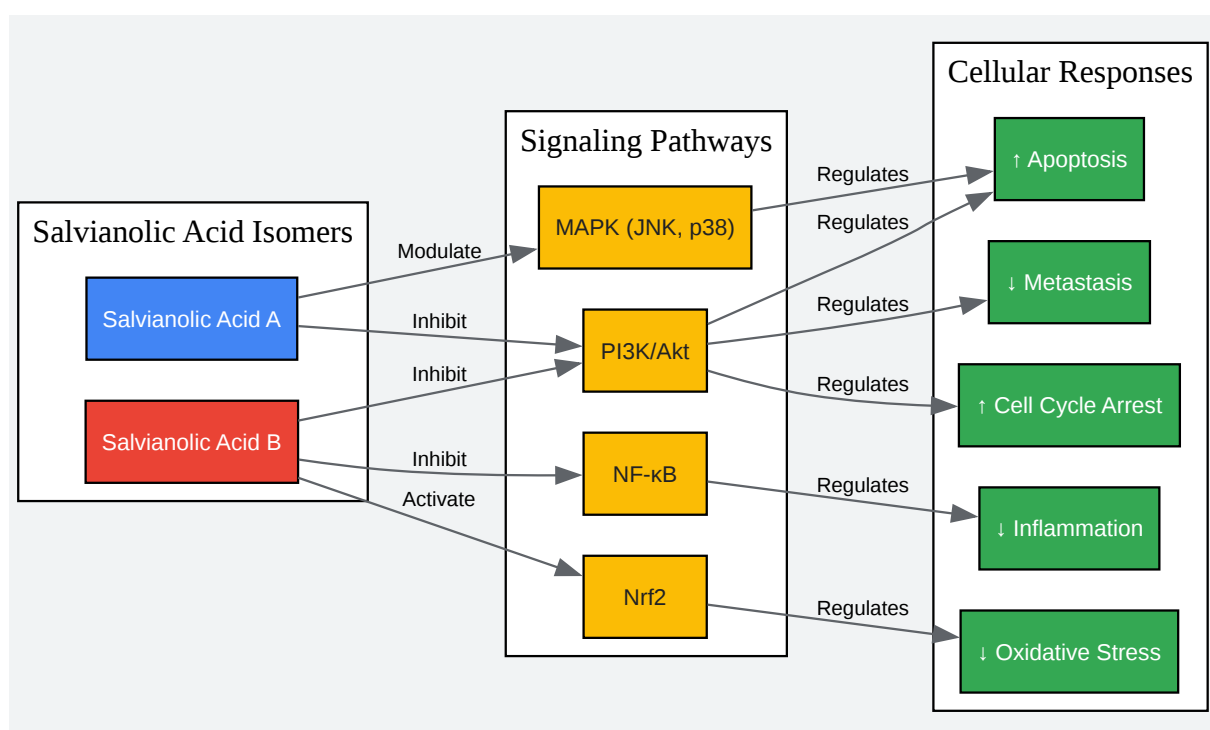 Salvianolic Acid Isomers
Salvianolic Acid A
Salvianolic Acid B
Modulate
Inhibit
Inhibit
Inhibit
Activate
Signaling Pathways
MAPK (JNK, p38)
PI3K/Akt
NF-κB
Nrf2
Regulates
Regulates
Regulates
Regulates
Regulates
Regulates
Cellular Responses
↑ Apoptosis
↓ Metastasis
↑ Cell Cycle Arrest
↓ Inflammation
↓ Oxidative Stress